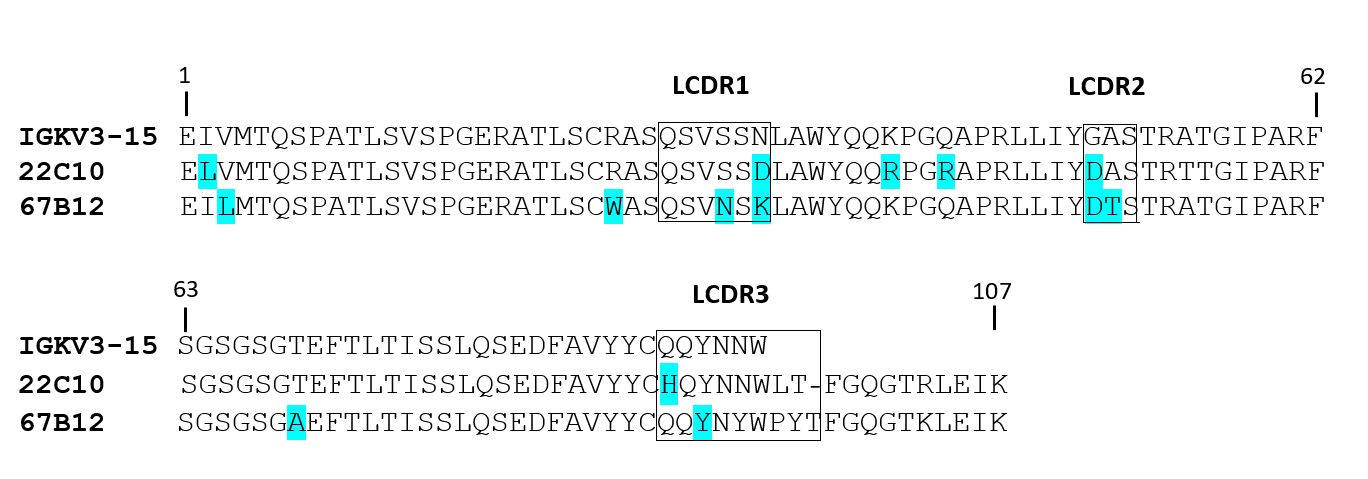 1 LCDR1 LCDR2 62
IGKV3-15 EIVMTQSPATLSVSPGERATLSCRASQSVSSNLAWYQQKPGQAPRLLIYGASTRATGIPARF
22C10 ELVMTQSPATLSVSPGERATLSCRASQSVSSDLAWYQQRPGRAPRLLIYDASTRTTGIPARF
67B12 EILMTQSPATLSVSPGERATLSCWASQSVNSKLAWYQQKPGQAPRLLIYDTSTRATGIPARF
63 LCDR3 107
IGKV3-15 SGSGSGTEFTLTISSLQSEDFAVYYCQQYNNW
22C10 SGSGSGTEFTLTISSLQSEDFAVYYCHQYNNWLT-FGQGTRLEIK
67B12 SGSGSGAEFTLTISSLQSEDFAVYYCQQYNYWPYTFGQGTKLEIK